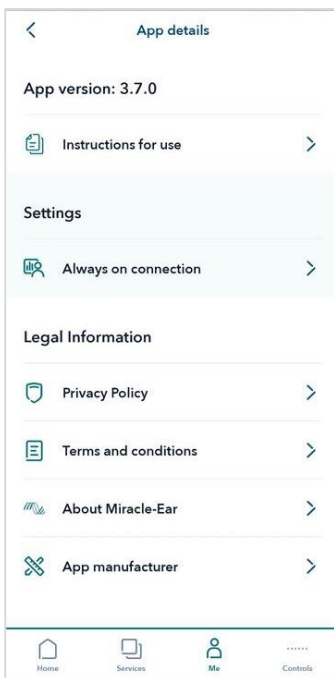 App details
App version: 3.7.0
Instructions for use
Settings
Always on connection
Legal Information
Privacy Policy
Terms and conditions
About Miracle-Ear
App manufacturer
Home Services Me Controls